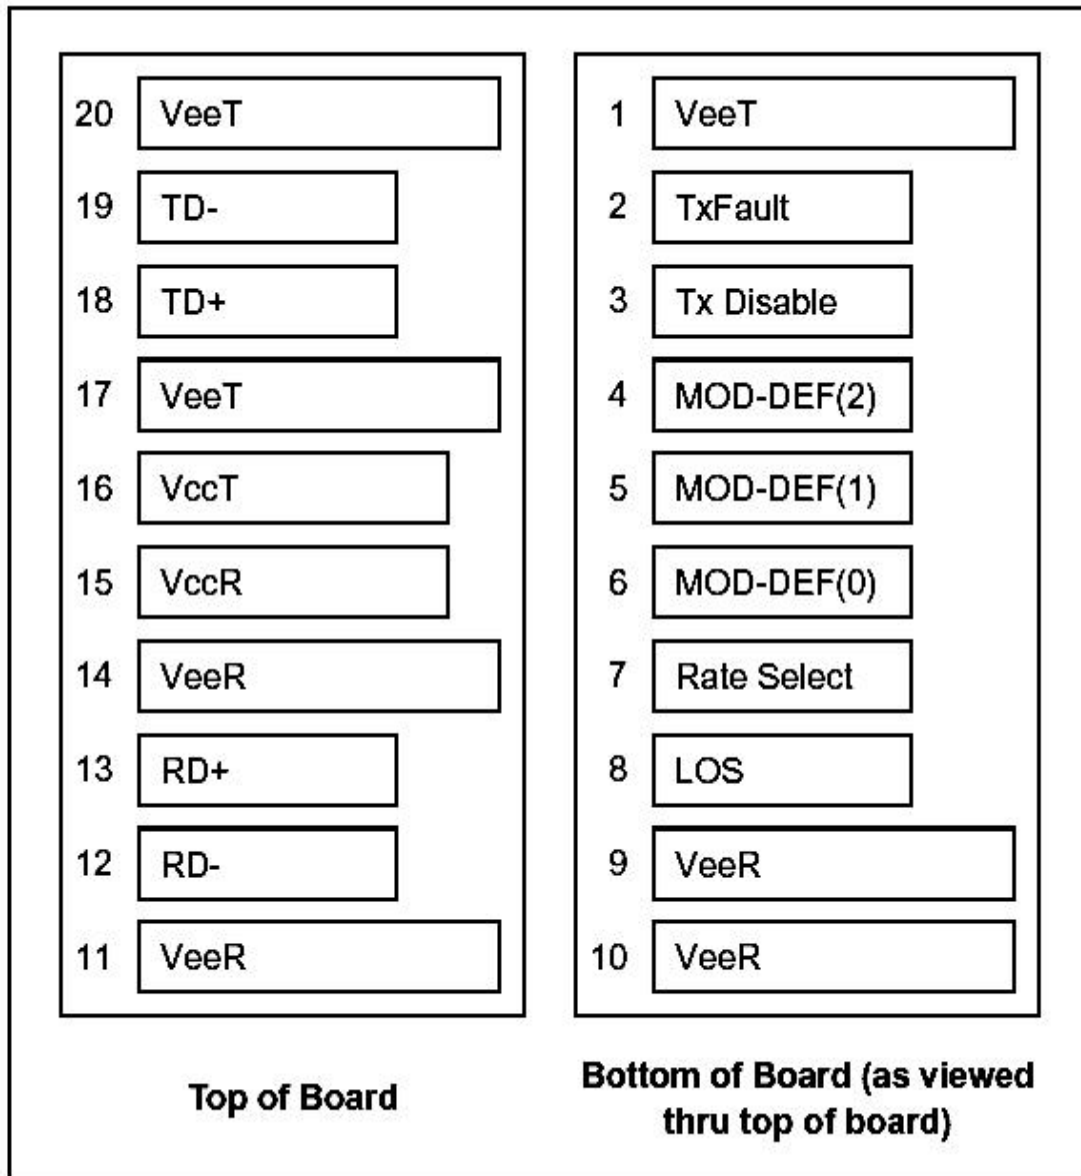 20 VeeT
19 TD-
18 TD+
17 VeeT
16 VccT
15 VccR
14 VeeR
13 RD+
12 RD-
11 VeeR
Top of Board
1 VeeT
2 TxFault
3 Tx Disable
4 MOD-DEF(2)
5 MOD-DEF(1)
6 MOD-DEF(0)
7 Rate Select
8 LOS
9 VeeR
10 VeeR
Bottom of Board (as viewed
thru top of board)